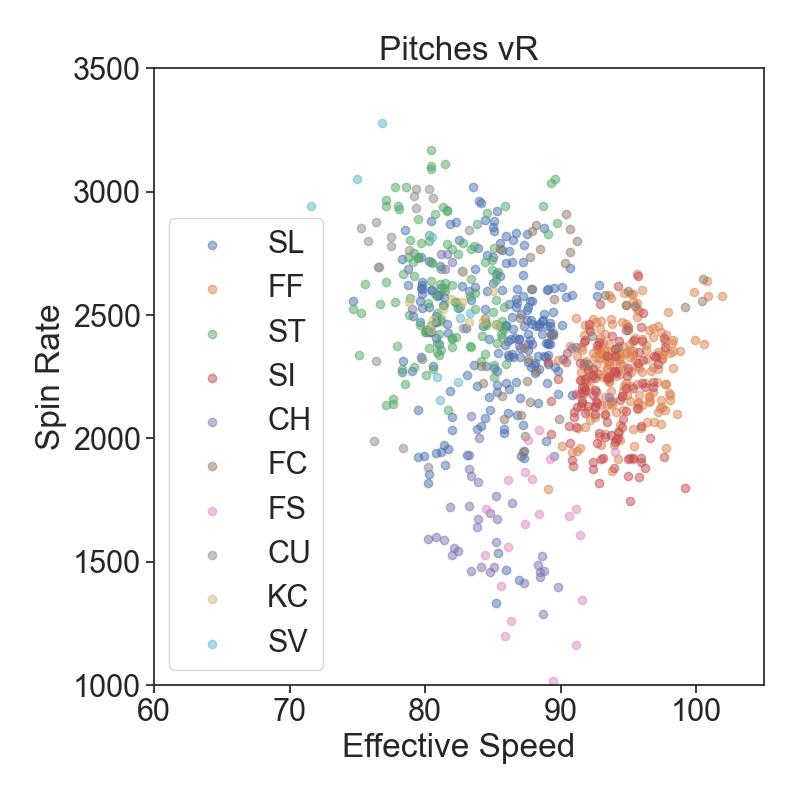 Pitches vR
3500
3000
2500
2000
1500
1000
Spin Rate
SL
FF
ST
SI
CH
FC
FS
CU
KC
SV
60 70 80 90 100
Effective Speed